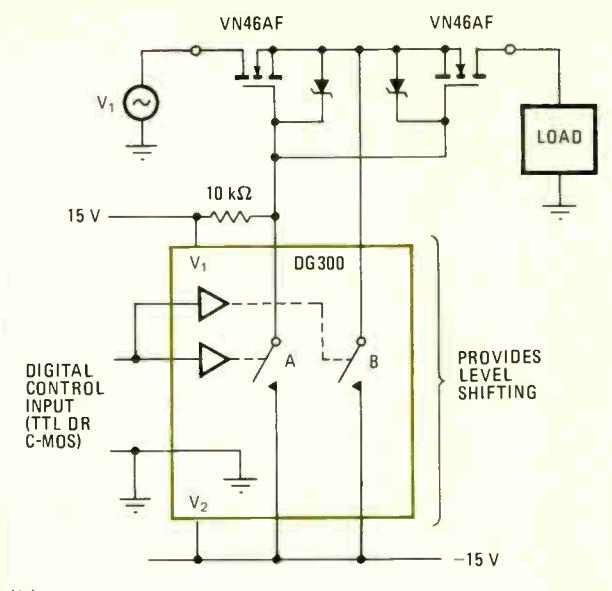 VN46AF
VN46AF
V1
LOAD
10 kΩ
15 V
V1
DG300
A
B
DIGITAL
CONTROL
INPUT
(TTL DR
C-MOS)
PROVIDES
LEVEL
SHIFTING
V2
−15 V